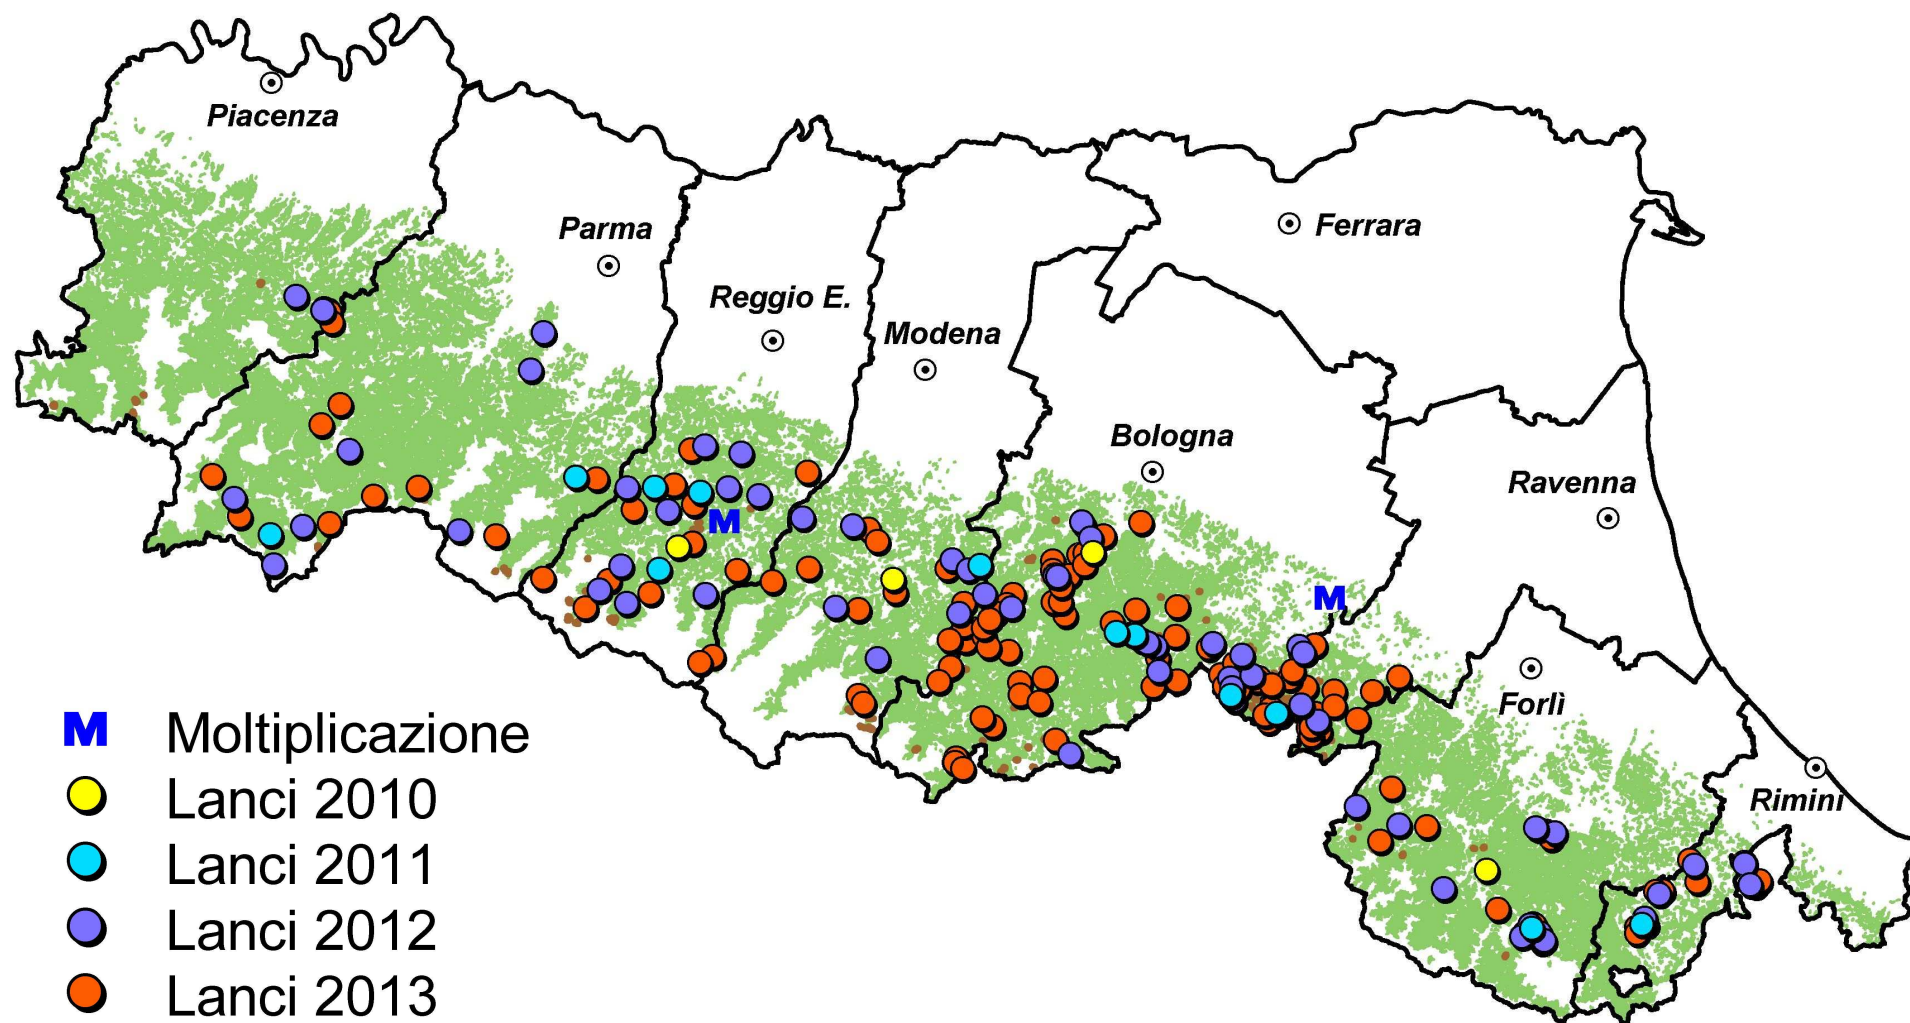 Piacenza
Parma
Ferrara
Reggio E.
Modena
Bologna
Ravenna
M
M
Forlì
Rimini
M Moltiplicazione
Lanci 2010
Lanci 2011
Lanci 2012
Lanci 2013